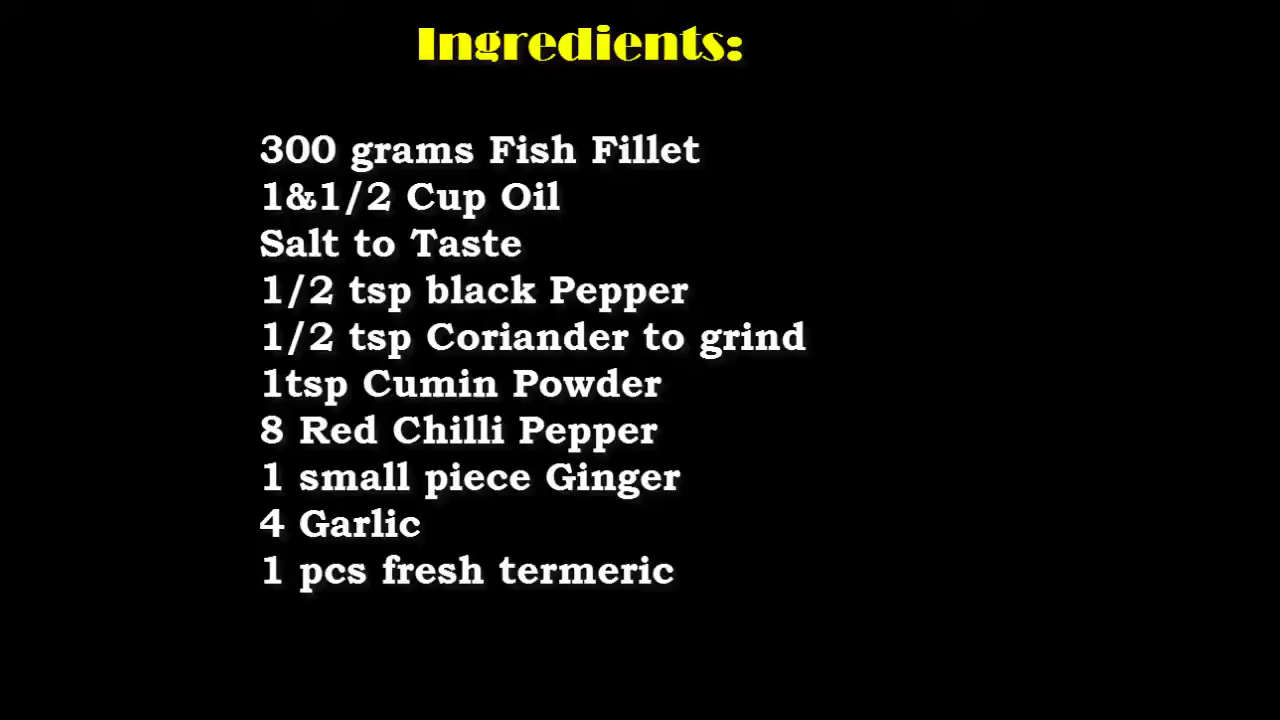 Ingredients:
300 grams Fish Fillet
1&1/2 Cup Oil
Salt to Taste
1/2 tsp black Pepper
1/2 tsp Coriander to grind
1tsp Cumin Powder
8 Red Chilli Pepper
1 small piece Ginger
4 Garlic
1 pcs fresh termeric